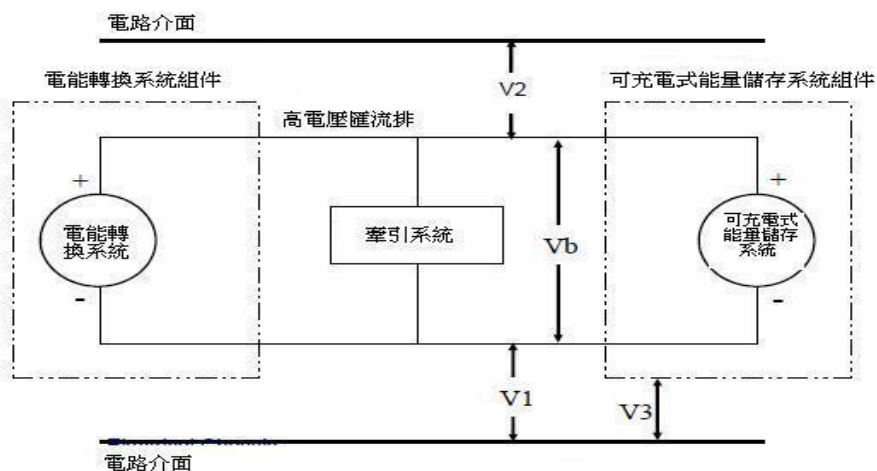 電路介面
電能轉換系統組件
V2
可充電式能量儲存系統組件
高電壓匯流排
+
+
電能轉
換系統
牽引系統
Vb
可充電式
能量儲存
系統
-
-
V1
V3
電路介面